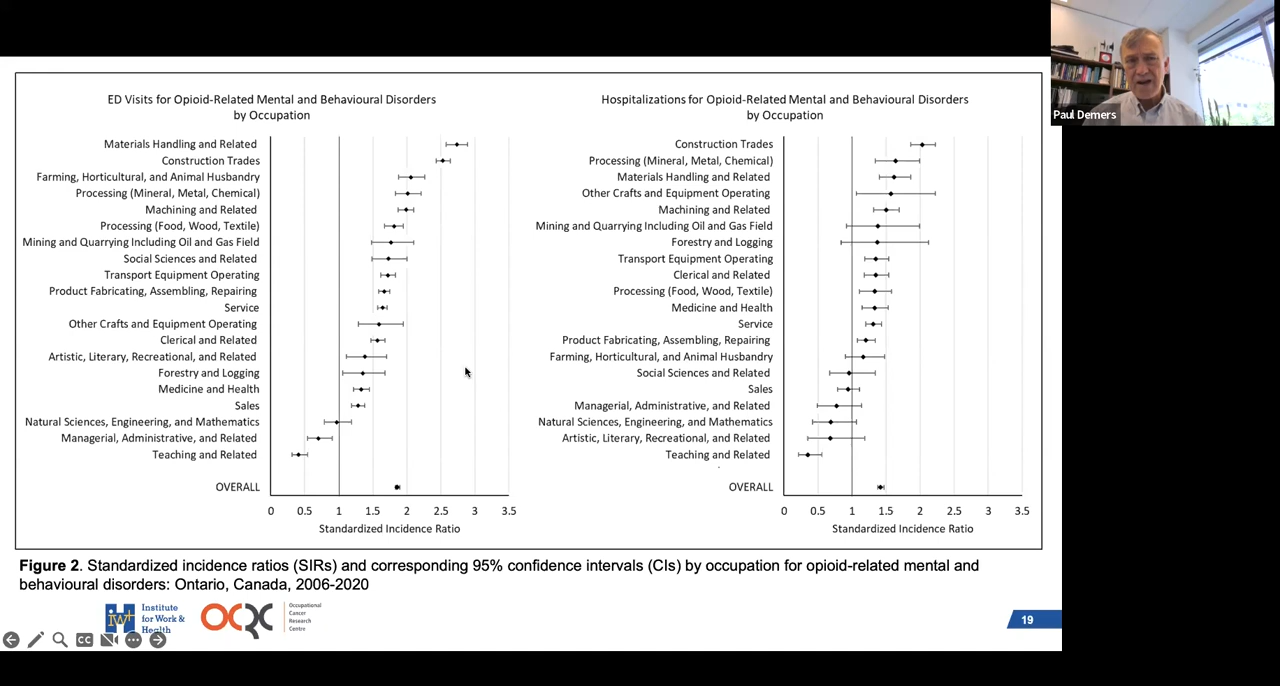 Paul Demers
ED Visits for Opioid-Related Mental and Behavioural Disorders
by Occupation
Materials Handling and Related
Construction Trades
Farming, Horticultural, and Animal Husbandry
Processing (Mineral, Metal, Chemical)
Machining and Related
Processing (Food, Wood, Textile)
Mining and Quarrying Including Oil and Gas Field
Social Sciences and Related
Transport Equipment Operating
Product Fabricating, Assembling, Repairing
Service
Other Crafts and Equipment Operating
Clerical and Related
Artistic, Literary, Recreational, and Related
Forestry and Logging
Medicine and Health
Sales
Natural Sciences, Engineering, and Mathematics
Managerial, Administrative, and Related
Teaching and Related
OVERALL
0 0.5 1 1.5 2 2.5 3 3.5
Standardized Incidence Ratio
Hospitalizations for Opioid-Related Mental and Behavioural Disorders
by Occupation
Construction Trades
Processing (Mineral, Metal, Chemical)
Materials Handling and Related
Other Crafts and Equipment Operating
Machining and Related
Mining and Quarrying Including Oil and Gas Field
Forestry and Logging
Transport Equipment Operating
Clerical and Related
Processing (Food, Wood, Textile)
Medicine and Health
Service
Product Fabricating, Assembling, Repairing
Farming, Horticultural, and Animal Husbandry
Social Sciences and Related
Sales
Managerial, Administrative, and Related
Natural Sciences, Engineering, and Mathematics
Artistic, Literary, Recreational, and Related
Teaching and Related
OVERALL
0 0.5 1 1.5 2 2.5 3 3.5
Standardized Incidence Ratio
Figure 2. Standardized incidence ratios (SIRs) and corresponding 95% confidence intervals (CIs) by occupation for opioid-related mental and
behavioural disorders: Ontario, Canada, 2006-2020
iw+
Institute
for Work &
Health
OCRC
Occupational
Cancer
Research
Centre
CC
19